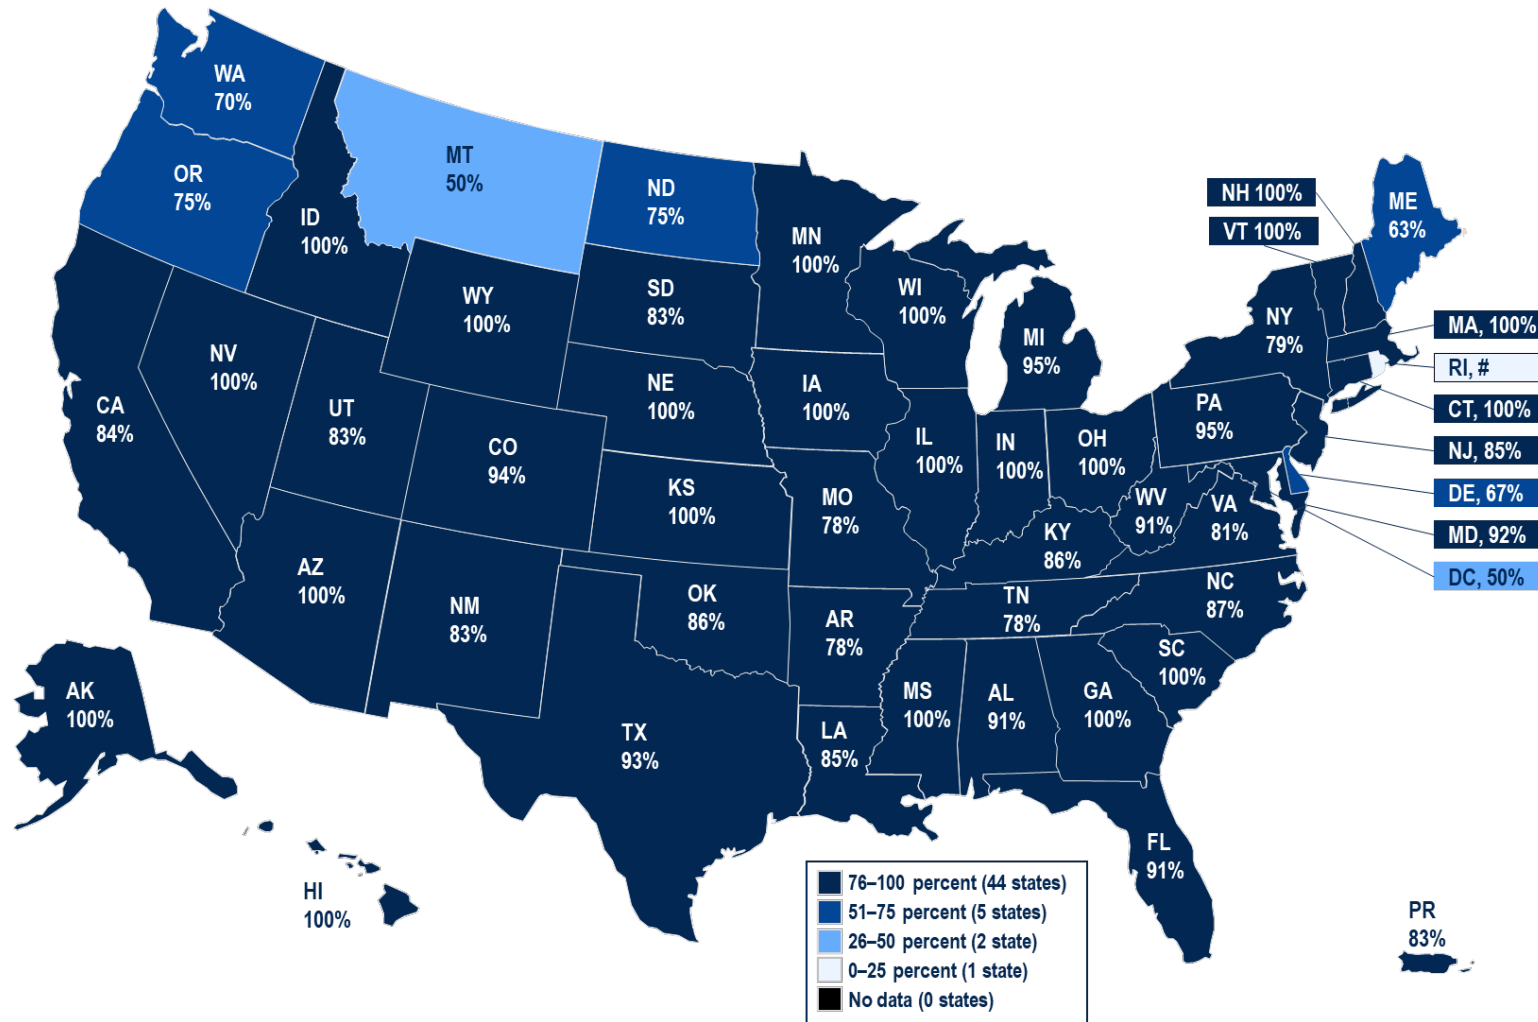 WA
70%
OR
75%
ID
100%
MT
50%
ND
75%
MN
100%
NH 100%
VT 100%
ME
63%
WY
100%
SD
83%
WI
100%
MI
95%
NY
79%
MA, 100%
RI, #
CT, 100%
NJ, 85%
DE, 67%
MD, 92%
DC, 50%
NV
100%
CA
84%
UT
83%
CO
94%
NE
100%
IA
100%
IL
100%
IN
100%
OH
100%
PA
95%
KS
100%
MO
78%
KY
86%
WV
91%
VA
81%
AZ
100%
NM
83%
OK
86%
AR
78%
TN
78%
NC
87%
SC
100%
AK
100%
TX
93%
LA
85%
MS
100%
AL
91%
GA
100%
FL
91%
HI
100%
PR
83%
76–100 percent (44 states)
51–75 percent (5 states)
26–50 percent (2 state)
0–25 percent (1 state)
No data (0 states)